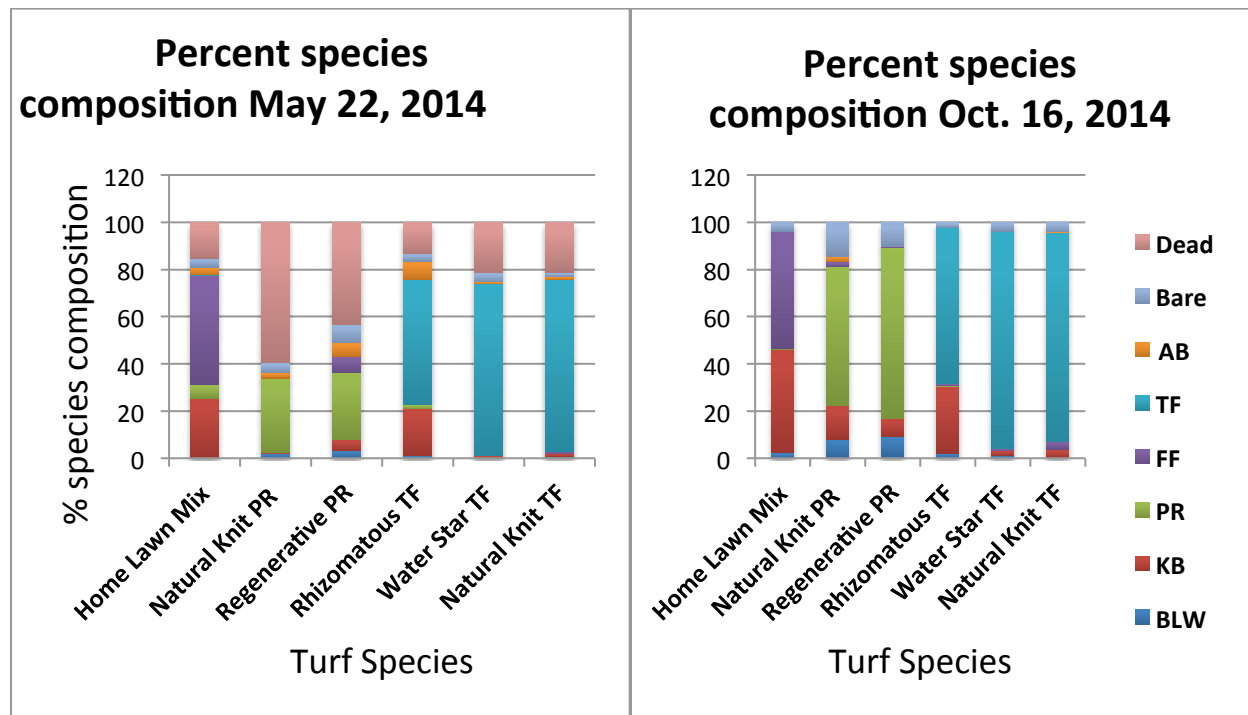 Percent species
composition May 22, 2014
% species composition
120
100
80
60
40
20
0
Home Lawn Mix
Natural Knit PR
Regenerative PR
Rhizomatous TF
Water Star TF
Natural Knit TF
Turf Species
Percent species
composition Oct. 16, 2014
120
100
80
60
40
20
0
Home Lawn Mix
Natural Knit PR
Regenerative PR
Rhizomatous TF
Water Star TF
Natural Knit TF
Turf Species
Dead
Bare
AB
TF
FF
PR
KB
BLW